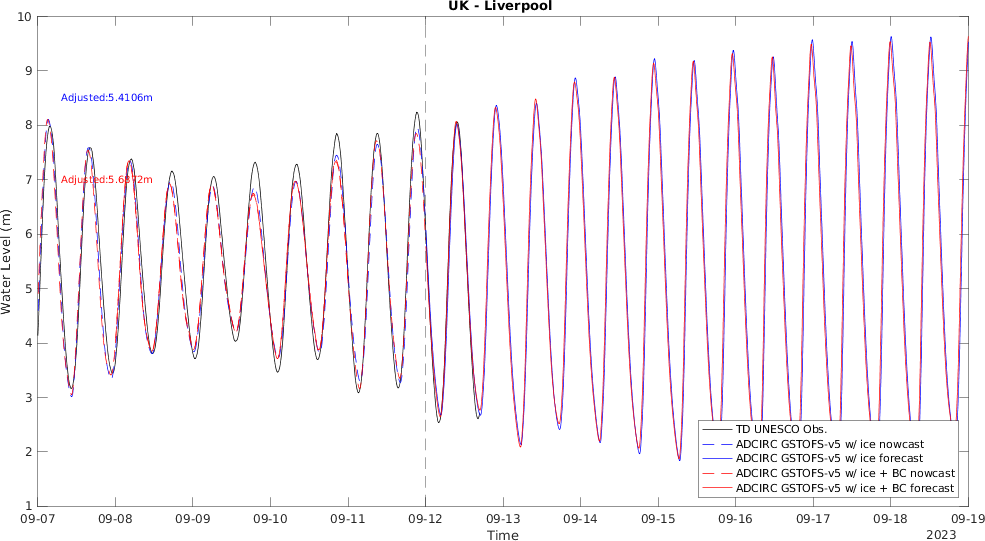 UK - Liverpool
10
9
8
7
6
5
4
3
2
1
Water Level (m)
Adjusted:5.4106m
TD UNESCO Obs.
ADCIRC GSTOFS-v5 w/ ice nowcast
ADCIRC GSTOFS-v5 w/ ice forecast
ADCIRC GSTOFS-v5 w/ ice + BC nowcast
ADCIRC GSTOFS-v5 w/ ice + BC forecast
09-07 09-08 09-09 09-10 09-11 09-12 09-13 09-14 09-15 09-16 09-17 09-18 09-19
Time
2023